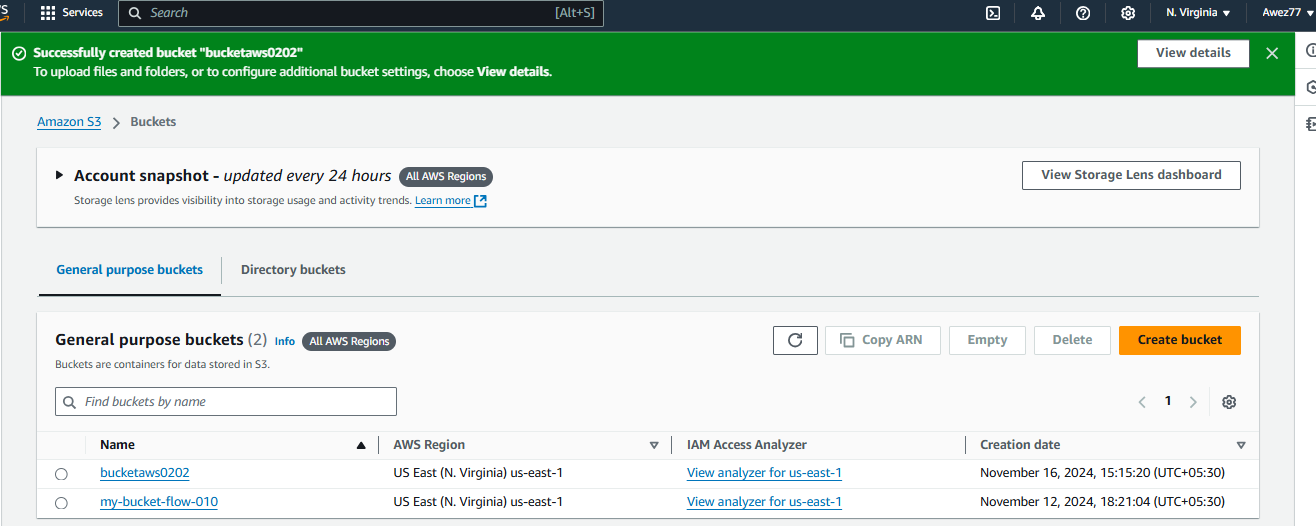 Services
Search [Alt+S]
N. Virginia
Awez77
Successfully created bucket "bucketaws0202"
To upload files and folders, or to configure additional bucket settings, choose View details.
View details
Amazon S3 > Buckets
Account snapshot - updated every 24 hours All AWS Regions
Storage lens provides visibility into storage usage and activity trends. Learn more
View Storage Lens dashboard
General purpose buckets Directory buckets
General purpose buckets (2) Info All AWS Regions
Buckets are containers for data stored in S3.
Copy ARN Empty Delete Create bucket
Find buckets by name
1
Name AWS Region IAM Access Analyzer Creation date
bucketaws0202 US East (N. Virginia) us-east-1 View analyzer for us-east-1 November 16, 2024, 15:15:20 (UTC+05:30)
my-bucket-flow-010 US East (N. Virginia) us-east-1 View analyzer for us-east-1 November 12, 2024, 18:21:04 (UTC+05:30)